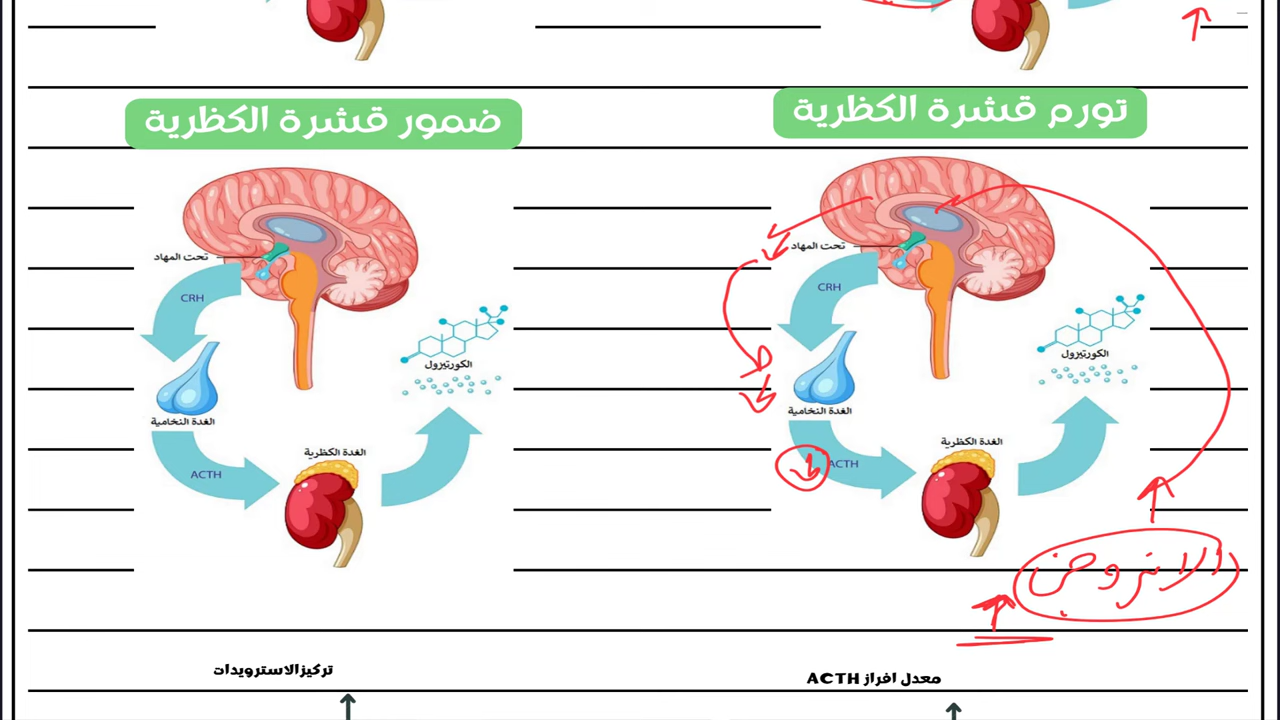 تورم قشرة الكظرية
تحت المهاد
CRH
الكورتيزول
الغدة النخامية
الغدة الكظرية
ACTH
الاندروجن
ضمور قشرة الكظرية
تحت المهاد
CRH
الكورتيزول
الغدة النخامية
الغدة الكظرية
ACTH
معدل افراز ACTH
تركيزالاسترويدات